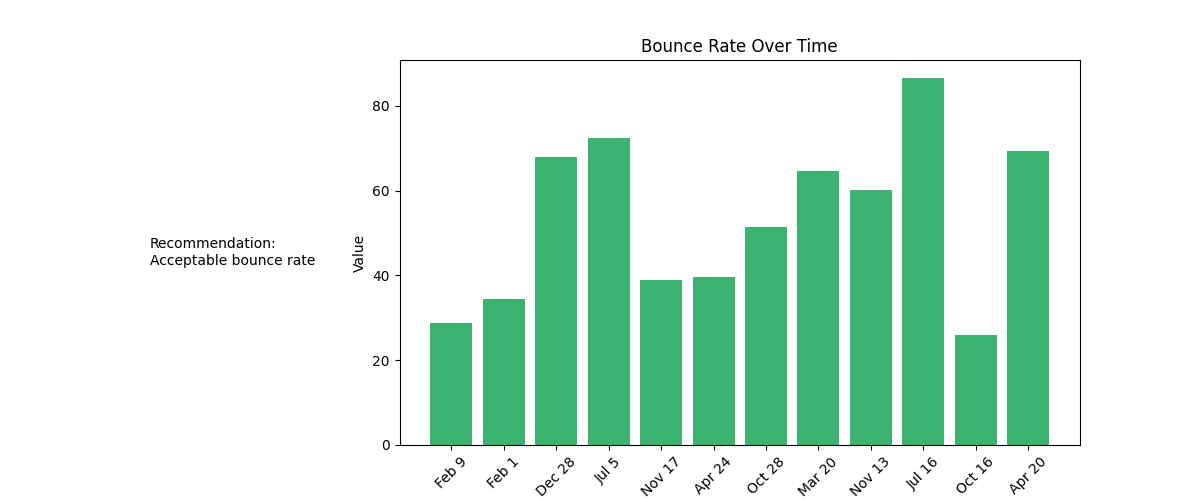 Bounce Rate Over Time
Recommendation:
Acceptable bounce rate
Value
80
60
40
20
0
Feb 9
Feb 1
Dec 28
Jul 5
Nov 17
Apr 24
Oct 28
Mar 20
Nov 13
Jul 16
Oct 16
Apr 20